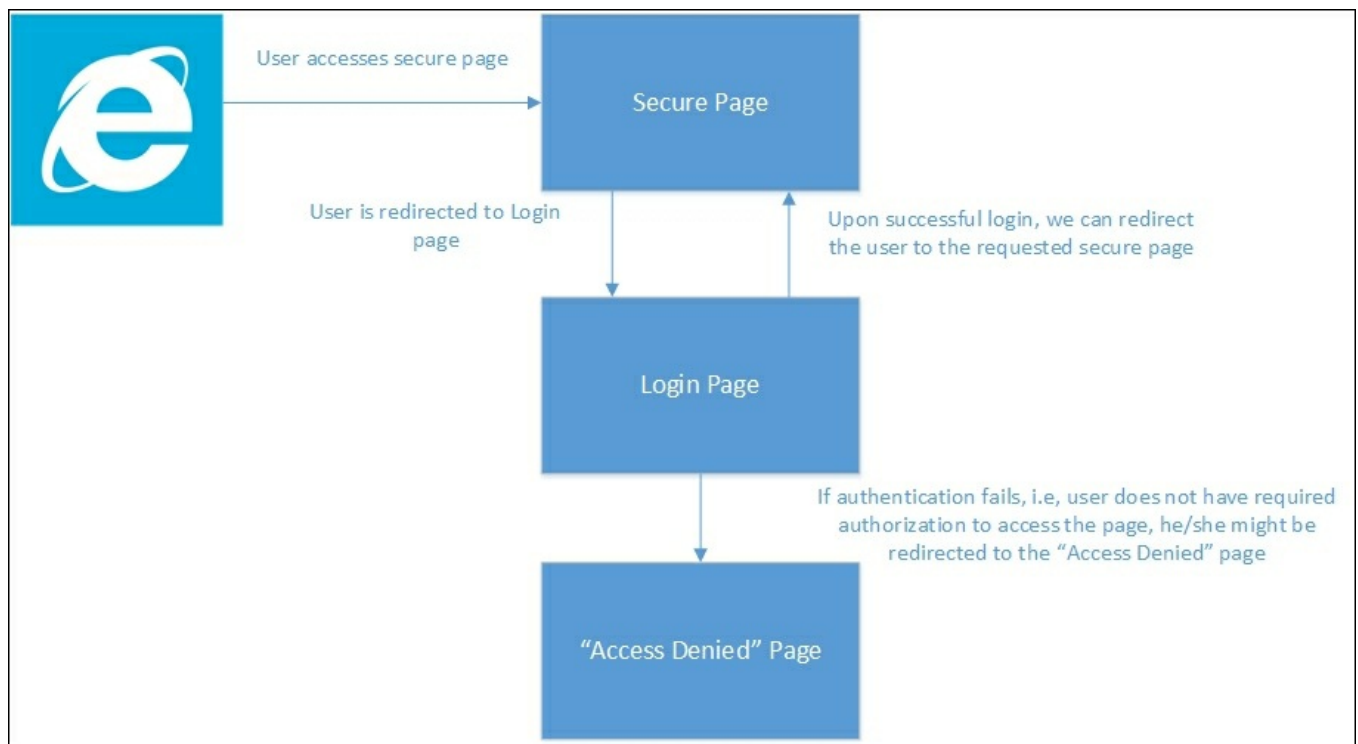 User accesses secure page
Secure Page
User is redirected to Login
page
Upon successful login, we can redirect
the user to the requested secure page
Login Page
If authentication fails, i.e, user does not have required
authorization to access the page, he/she might be
redirected to the “Access Denied” page
“Access Denied” Page